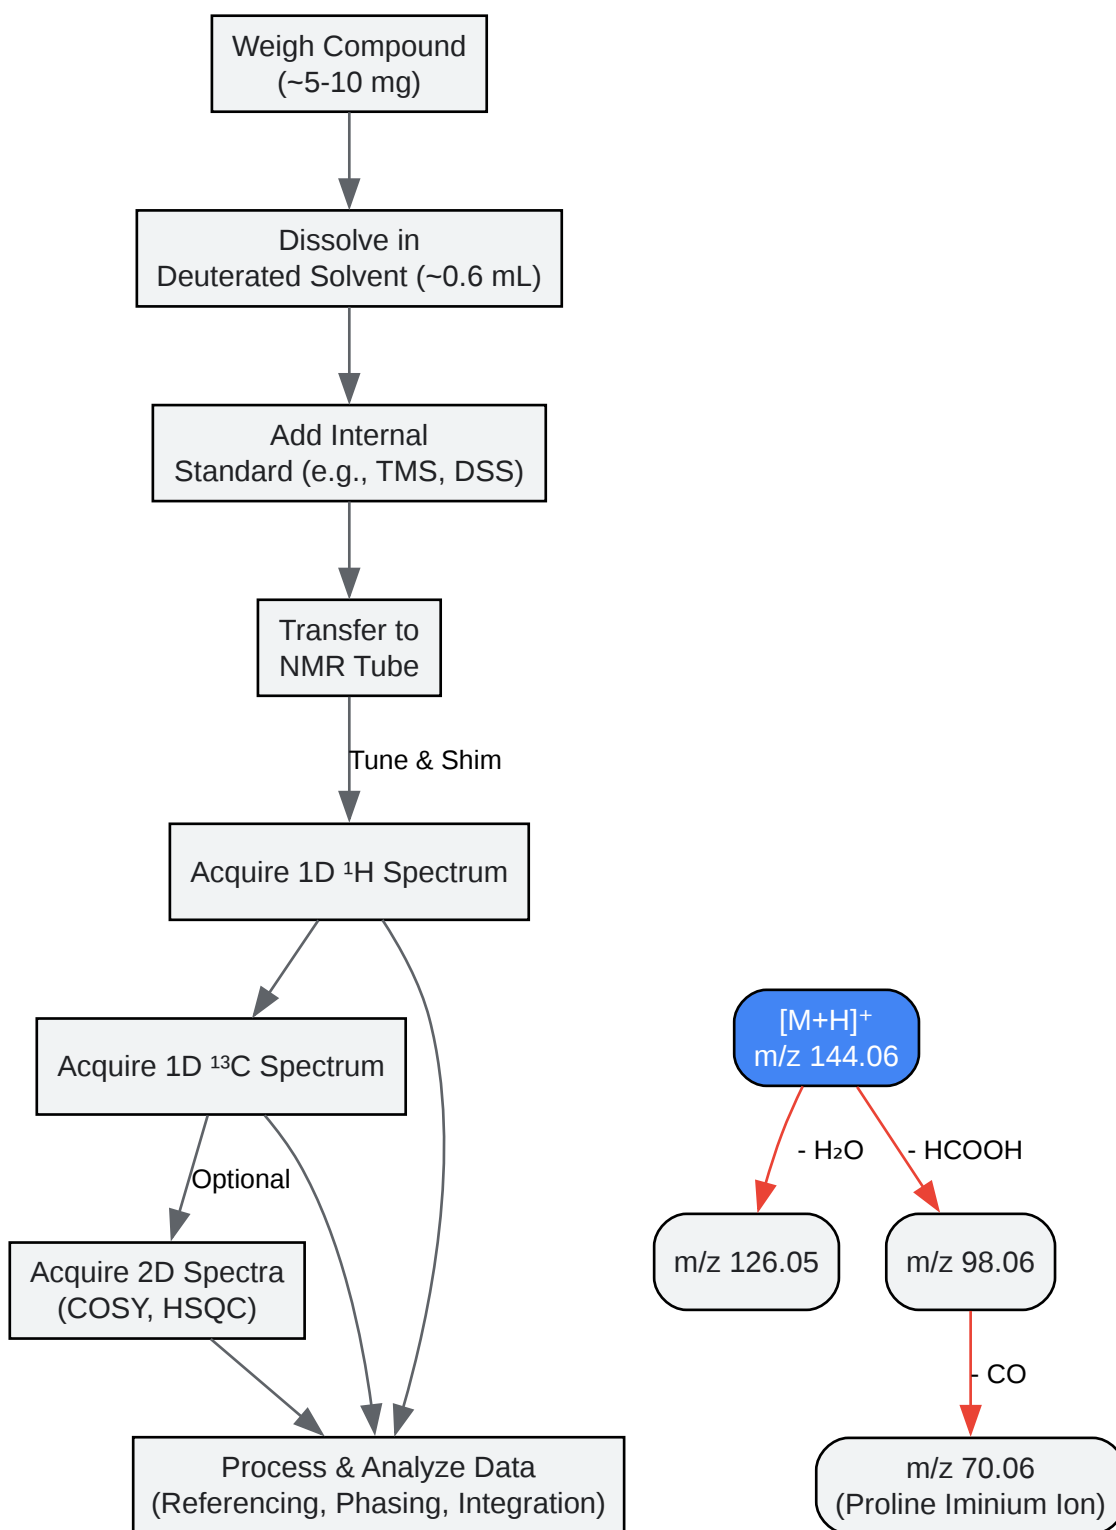 Weigh Compound
(~5-10 mg)
Dissolve in
Deuterated Solvent (~0.6 mL)
Add Internal
Standard (e.g., TMS, DSS)
Transfer to
NMR Tube
Tune & Shim
Acquire 1D ¹H Spectrum
Acquire 1D ¹³C Spectrum
Optional
Acquire 2D Spectra
(COSY, HSQC)
Process & Analyze Data
(Referencing, Phasing, Integration)
[M+H]⁺
m/z 144.06
- H₂O
- HCOOH
m/z 126.05
m/z 98.06
- CO
m/z 70.06
(Proline Iminium Ion)